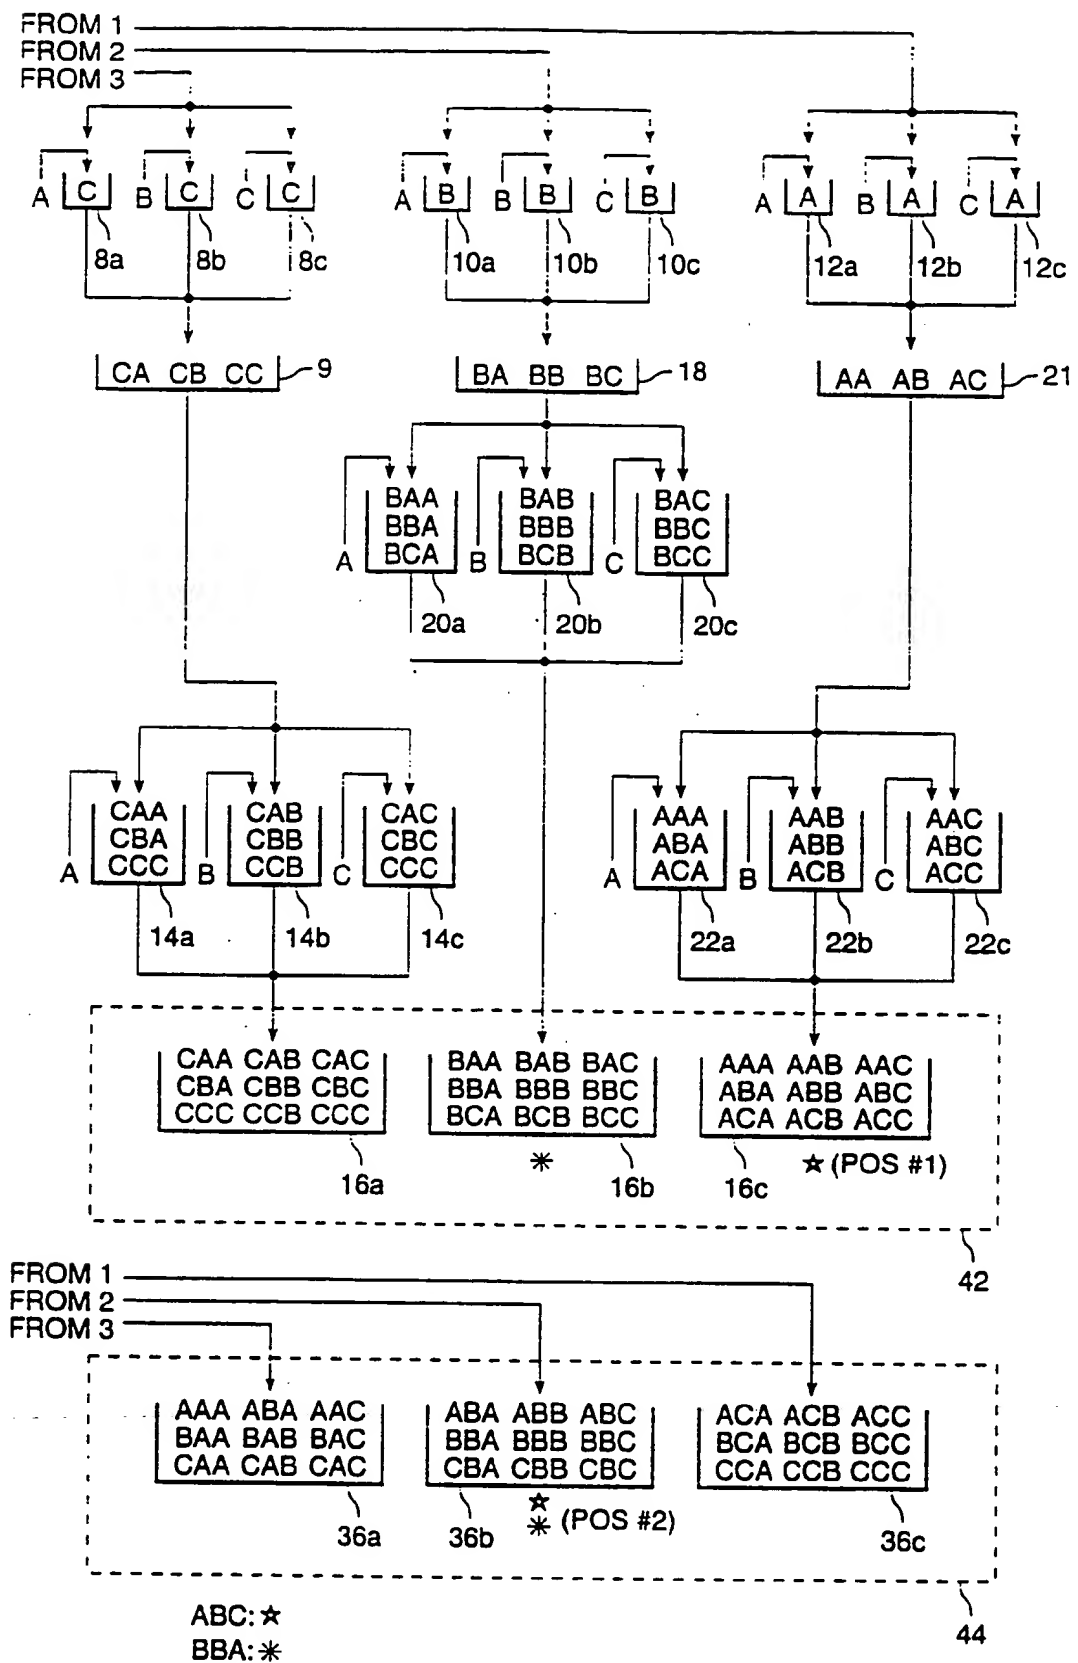 FROM 1
FROM 2
FROM 3
A C B C C C A B B B C B A A B A C A
8a 8b 8c 10a 10b 10c 12a 12b 12c
CA CB CC 9 BA BB BC 18 AA AB AC 21
BAA BAB BAC
BBA BBB BBC
A BCA B BCB C BCC
20a 20b 20c
CAA CAB CAC AAA AAB AAC
CBA CBB CBC ABA ABB ABC
A CCC B CCB C CCC A ACA B ACB C ACC
14a 14b 14c 22a 22b 22c
CAA CAB CAC BAA BAB BAC AAA AAB AAC
CBA CBB CBC BBA BBB BBC ABA ABB ABC
CCC CCB CCC BCA BCB BCC ACA ACB ACC
16a ✳ 16b 16c ☆ (POS #1)
42
FROM 1
FROM 2
FROM 3
AAA ABA AAC ABA ABB ABC ACA ACB ACC
BAA BAB BAC BBA BBB BBC BCA BCB BCC
CAA CAB CAC CBA CBB CBC CCA CCB CCC
36a 36b ☆ ✳ (POS #2) 36c
44
ABC: ☆
BBA: ✳